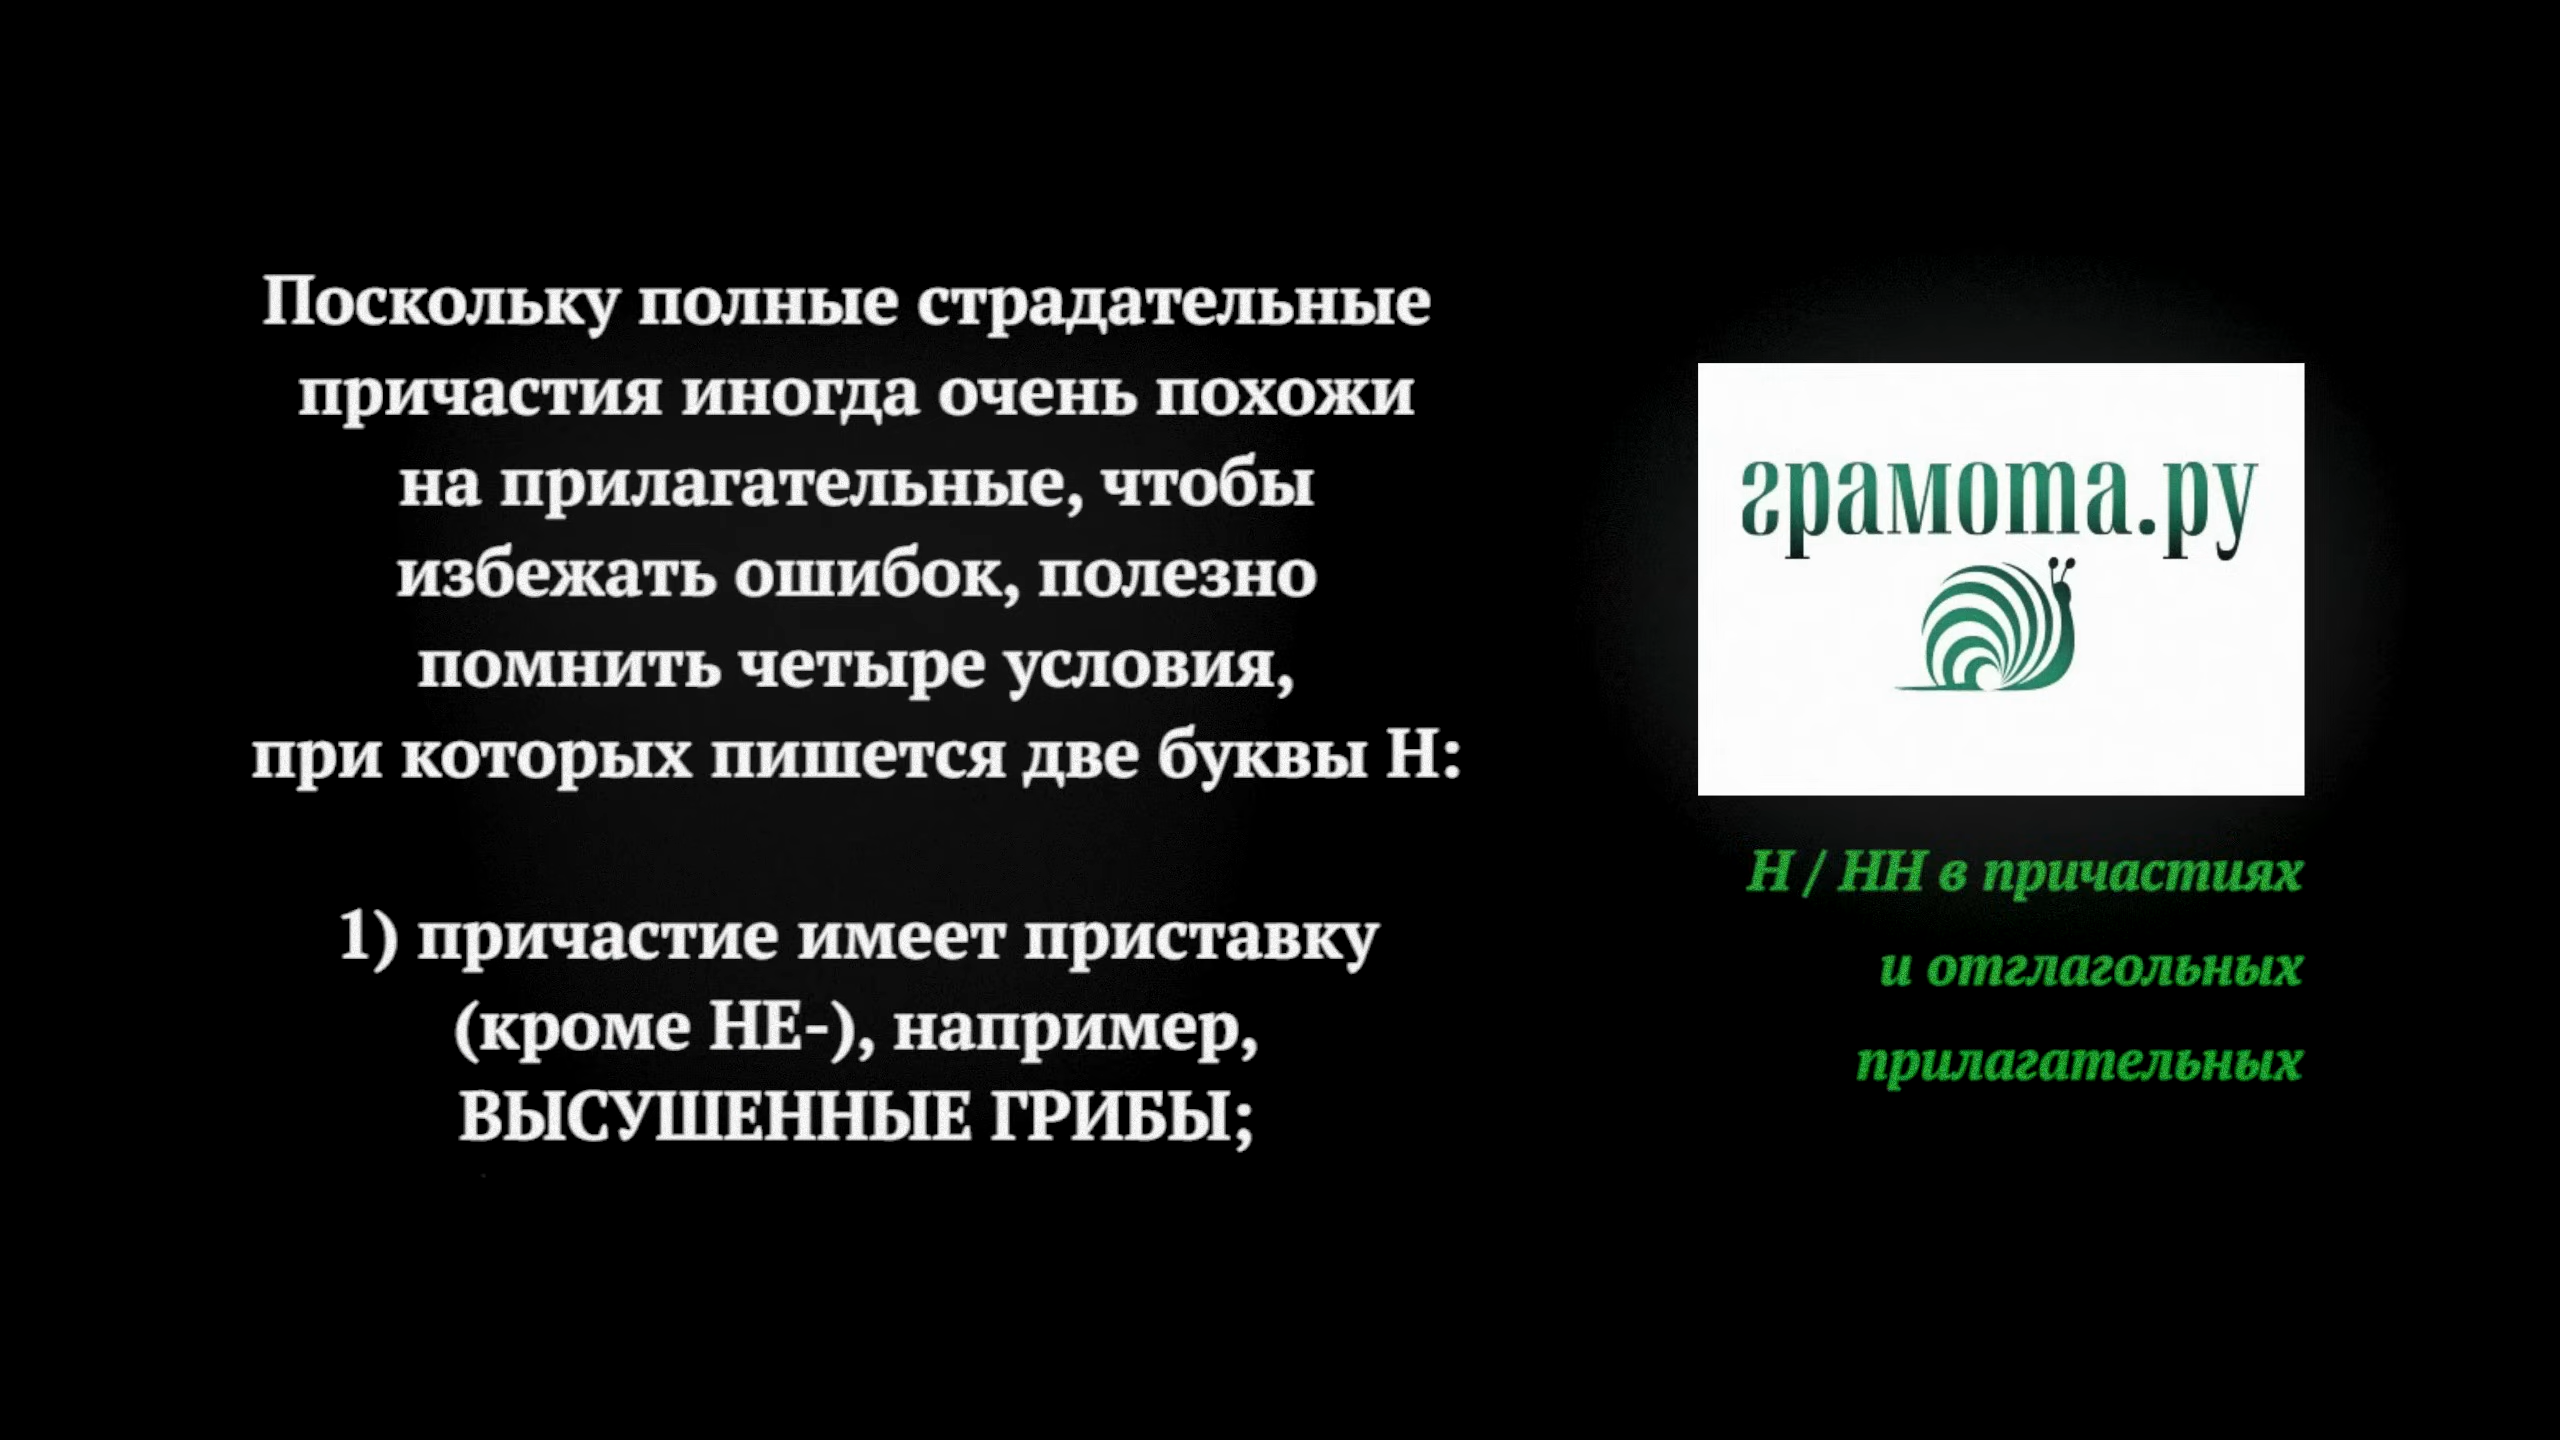 Поскольку полные страдательные
причастия иногда очень похожи
на прилагательные, чтобы
избежать ошибок, полезно
помнить четыре условия,
при которых пишется две буквы Н:
1) причастие имеет приставку
(кроме НЕ-), например,
ВЫСУШЕННЫЕ ГРИБЫ;
грамота.ру
Н / НН в причастиях
и отглагольных
прилагательных